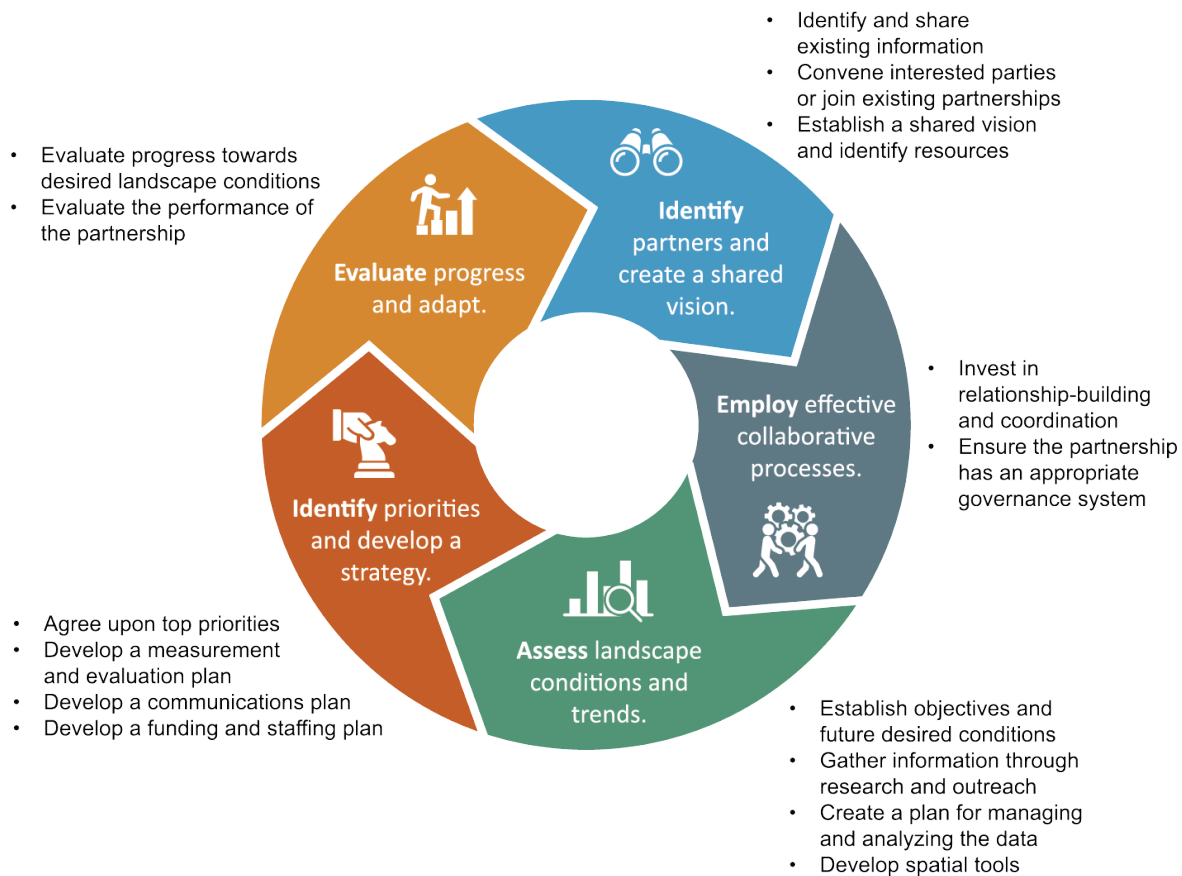 • Identify and share
existing information
• Convene interested parties
or join existing partnerships
• Establish a shared vision
and identify resources
Identify
partners and
create a shared
vision.
• Invest in
relationship-building
and coordination
• Ensure the partnership
has an appropriate
governance system
Employ effective
collaborative
processes.
• Establish objectives and
future desired conditions
• Gather information through
research and outreach
• Create a plan for managing
and analyzing the data
• Develop spatial tools
Assess landscape
conditions and
trends.
• Agree upon top priorities
• Develop a measurement
and evaluation plan
• Develop a communications plan
• Develop a funding and staffing plan
Identify priorities
and develop a
strategy.
• Evaluate progress towards
desired landscape conditions
• Evaluate the performance of
the partnership
Evaluate progress
and adapt.